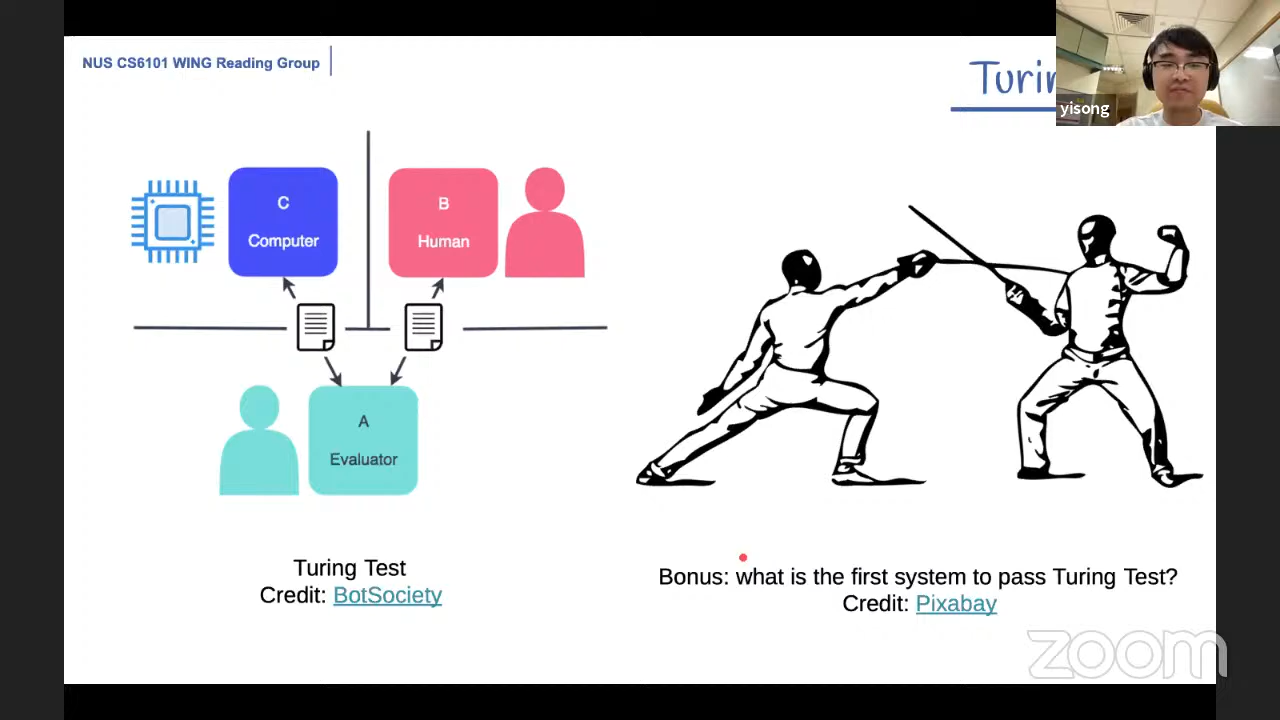 NUS CS6101 WING Reading Group
yisong
C
Computer
B
Human
A
Evaluator
Turing Test
Credit: BotSociety
Bonus: what is the first system to pass Turing Test?
Credit: Pixabay
zoom